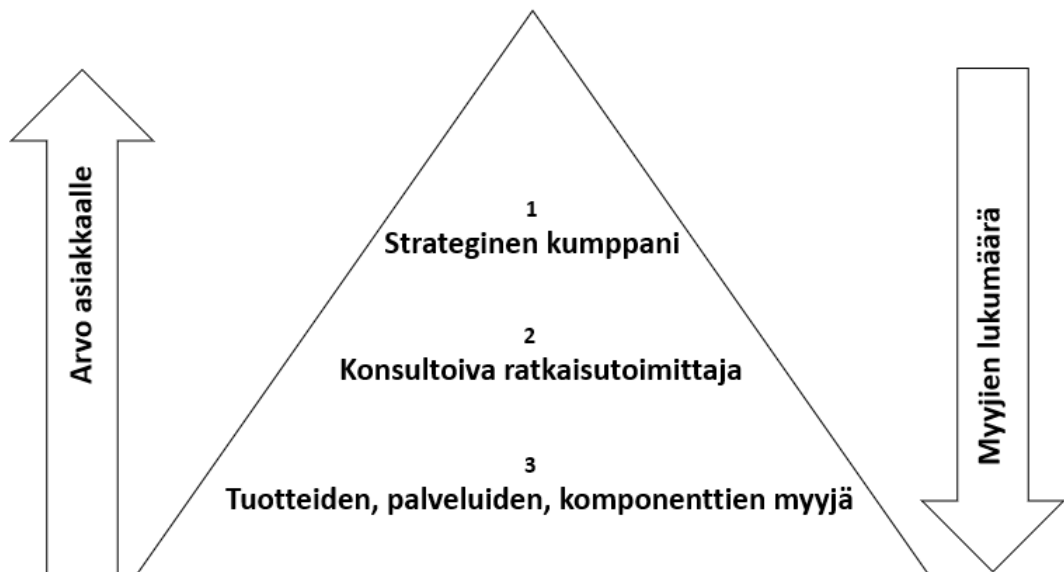 Arvo asiakkaalle
1
Strateginen kumppani
2
Konsultoiva ratkaisutoimittaja
3
Tuotteiden, palveluiden, komponenttien myyjä
Myyjien lukumäärä